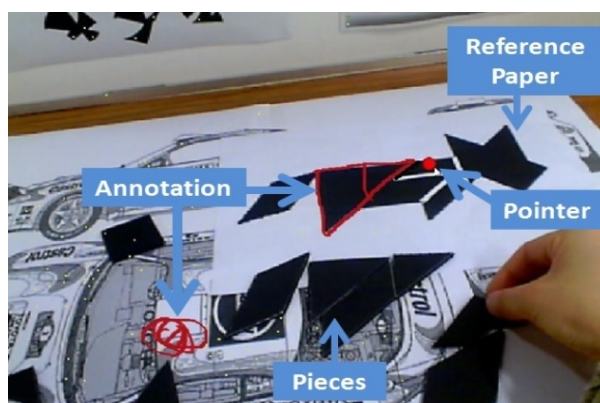 Reference
Paper
Annotation
Pointer
Castrol
Pieces